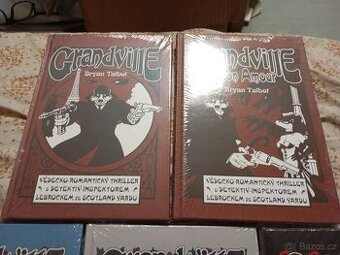 Grandville
Bryan Talbot
VĚDECKO-ROMANTICKÝ THRILLER
S DETEKTIV-INSPEKTOREM
LEBROCKEM ZE SCOTLAND YARDU
Grandville
Mon Amour
Bryan Talbot
VĚDECKO-ROMANTICKÝ THRILLER
S DETEKTIV-INSPEKTOREM
LEBROCKEM ZE SCOTLAND YARDU
Bazos.cz